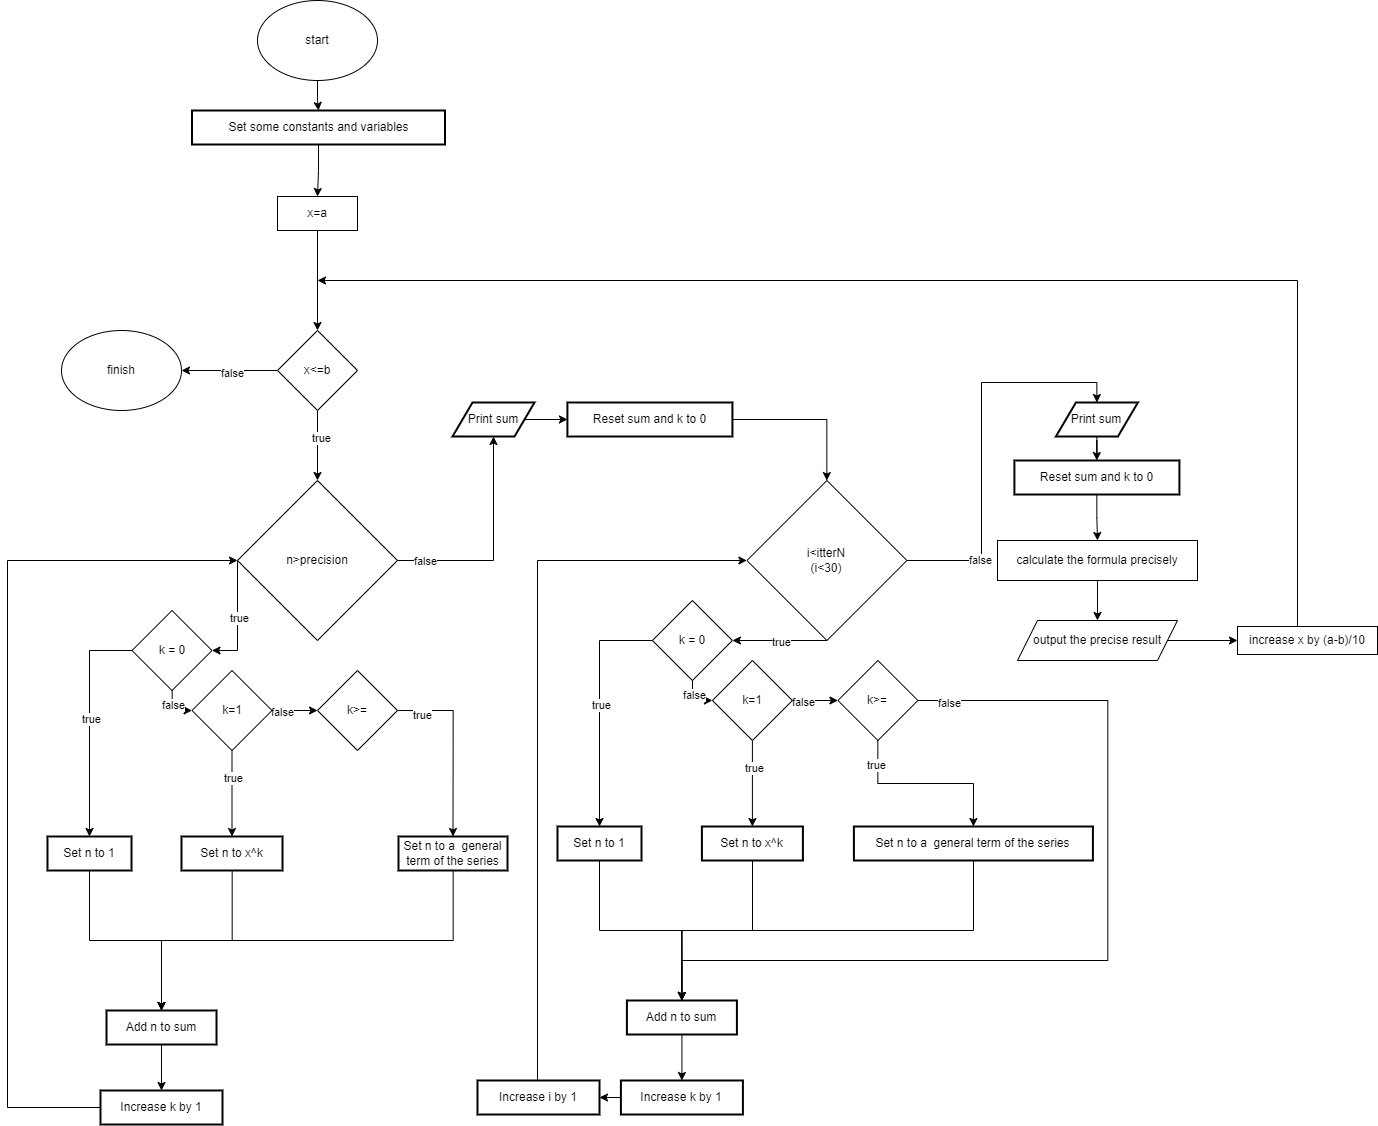 start
Set some constants and variables
x=a
x<=b
false
finish
true
n>precision
false
true
k = 0
true
false
k=1
false
k>=
true
true
Set n to 1
Set n to x^k
Set n to a general
term of the series
Add n to sum
Increase k by 1
Print sum
Reset sum and k to 0
i<itterN
(i<30)
false
true
k = 0
true
false
k=1
false
k>=
false
true
true
Set n to 1
Set n to x^k
Set n to a general term of the series
Add n to sum
Increase k by 1
Increase i by 1
Print sum
Reset sum and k to 0
calculate the formula precisely
output the precise result
increase x by (a-b)/10